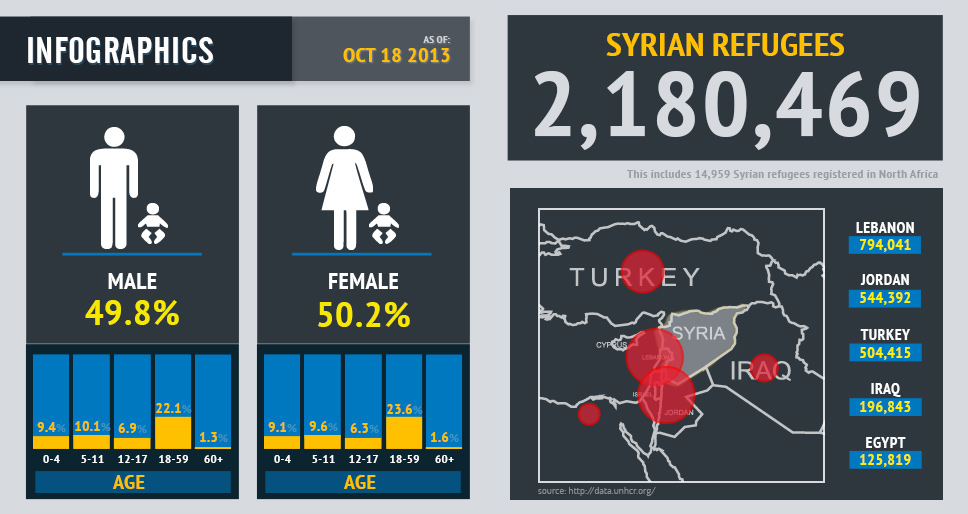 INFOGRAPHICS
AS OF:
OCT 18 2013
MALE
49.8%
9.4%
10.1%
6.9%
22.1%
1.3%
0-4
5-11
12-17
18-59
60+
AGE
FEMALE
50.2%
9.1%
9.6%
6.3%
23.6%
1.6%
0-4
5-11
12-17
18-59
60+
AGE
SYRIAN REFUGEES
2,180,469
This includes 14,959 Syrian refugees registered in North Africa
TURKEY
SYRIA
CYPRUS
LEBANON
IRAQ
JORDAN
source: http://data.unhcr.org/
LEBANON
794,041
JORDAN
544,392
TURKEY
504,415
IRAQ
196,843
EGYPT
125,819